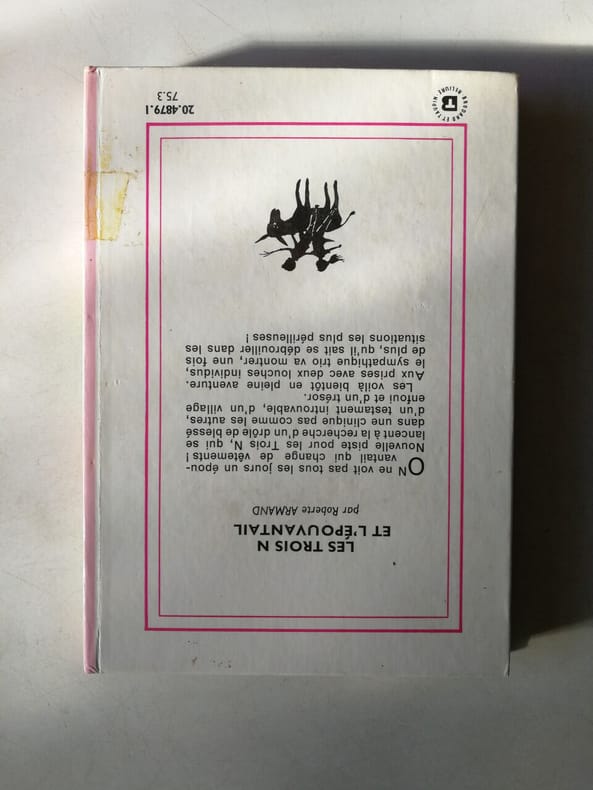 LES TROIS N
ET L'ÉPOUVANTAIL
par Roberte ARMAND
ON ne voit pas tous les jours un épou-
vantail qui change de vêtements !
Nouvelle piste pour les Trois N, qui se
lancent à la recherche d'un drôle de blessé
dans une clinique pas comme les autres,
d'un testament introuvable, d'un village
enfoui et d'un trésor.
Les voilà bientôt en pleine aventure.
Aux prises avec deux louches individus,
le sympathique trio va montrer, une fois
de plus, qu'il sait se débrouiller dans les
situations les plus périlleuses !
20.4879.1
75.3